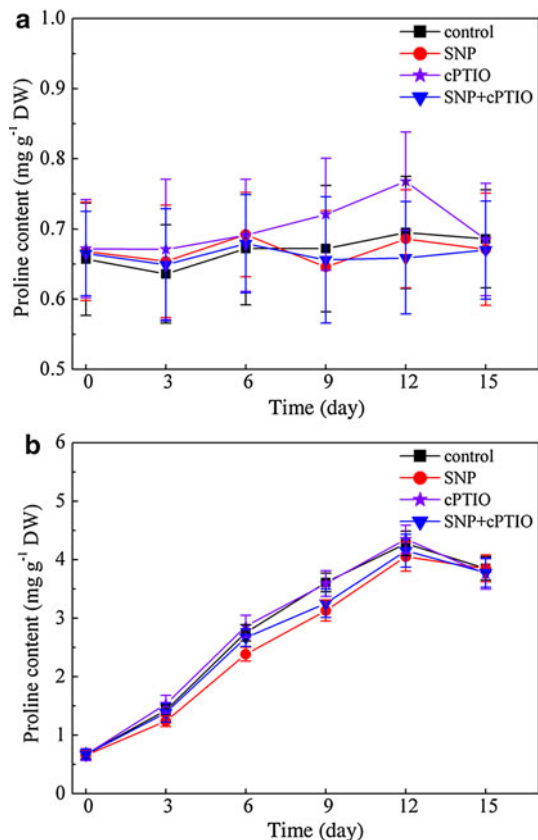 a
control
SNP
cPTIO
SNP+cPTIO
Proline content (mg g⁻¹ DW)
1.0
0.9
0.8
0.7
0.6
0.5
0 3 6 9 12 15
Time (day)
b
control
SNP
cPTIO
SNP+cPTIO
Proline content (mg g⁻¹ DW)
6
5
4
3
2
1
0
0 3 6 9 12 15
Time (day)